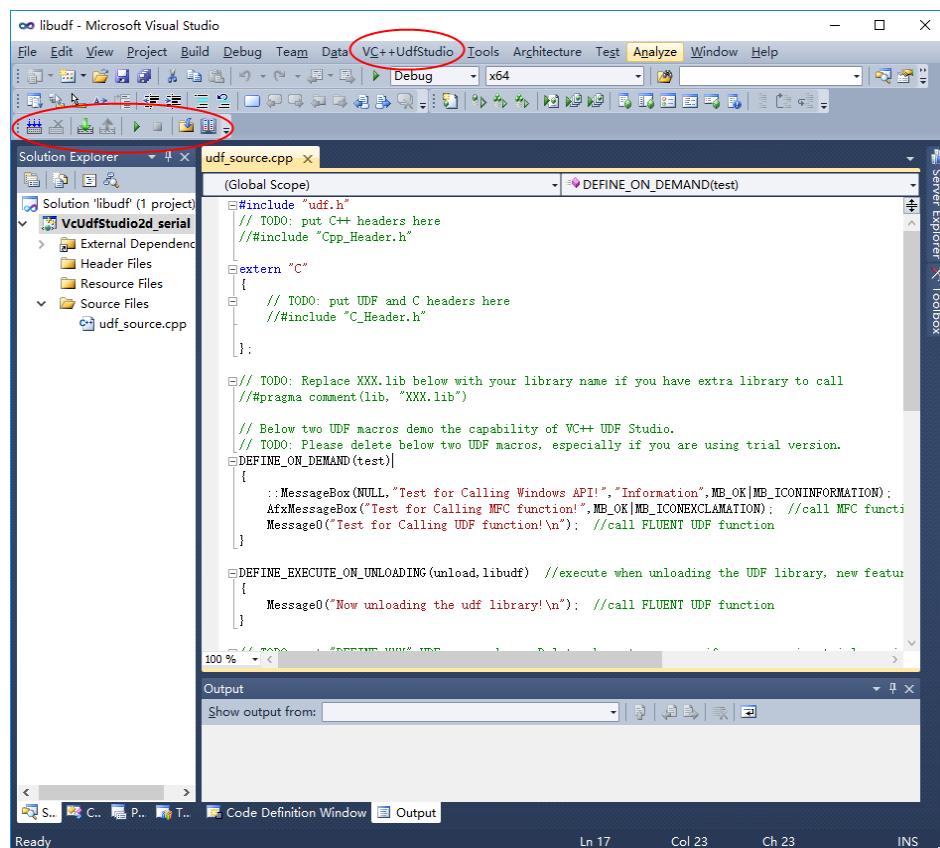 libudf - Microsoft Visual Studio
File Edit View Project Build Debug Team Data VC++UdfStudio Tools Architecture Test Analyze Window Help
Debug x64
Solution Explorer
udf_source.cpp
(Global Scope) DEFINE_ON_DEMAND(test)
Solution 'libudf' (1 project)
VcUdfStudio2d_serial
External Dependenc
Header Files
Resource Files
Source Files
udf_source.cpp
#include "udf.h"
// TODO: put C++ headers here
//#include "Cpp_Header.h"
extern "C"
{
// TODO: put UDF and C headers here
//#include "C_Header.h"
};
// TODO: Replace XXX.lib below with your library name if you have extra library to call
//#pragma comment(lib, "XXX.lib")
// Below two UDF macros demo the capability of VC++ UDF Studio.
// TODO: Please delete below two UDF macros, especially if you are using trial version.
DEFINE_ON_DEMAND(test)
{
::MessageBox(NULL,"Test for Calling Windows API!","Information",MB_OK|MB_ICONINFORMATION);
AfxMessageBox("Test for Calling MFC function!",MB_OK|MB_ICONEXCLAMATION); //call MFC functi
Message0("Test for Calling UDF function!\n"); //call FLUENT UDF function
}
DEFINE_EXECUTE_ON_UNLOADING(unload,libudf) //execute when unloading the UDF library, new featur
{
Message0("Now unloading the udf library!\n"); //call FLUENT UDF function
}
100 %
Server Explorer
Toolbox
Output
Show output from:
S... C.. P... T...
Code Definition Window Output
Ready Ln 17 Col 23 Ch 23 INS